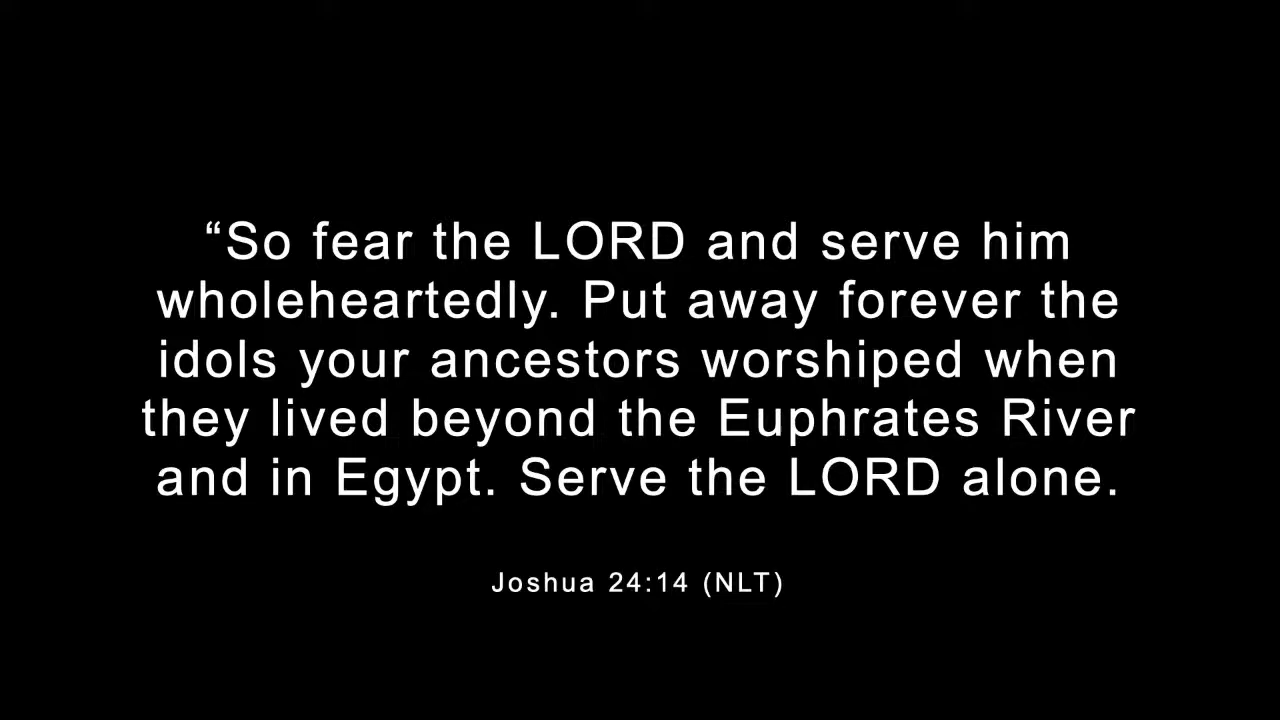 “So fear the LORD and serve him
wholeheartedly. Put away forever the
idols your ancestors worshiped when
they lived beyond the Euphrates River
and in Egypt. Serve the LORD alone.
Joshua 24:14 (NLT)